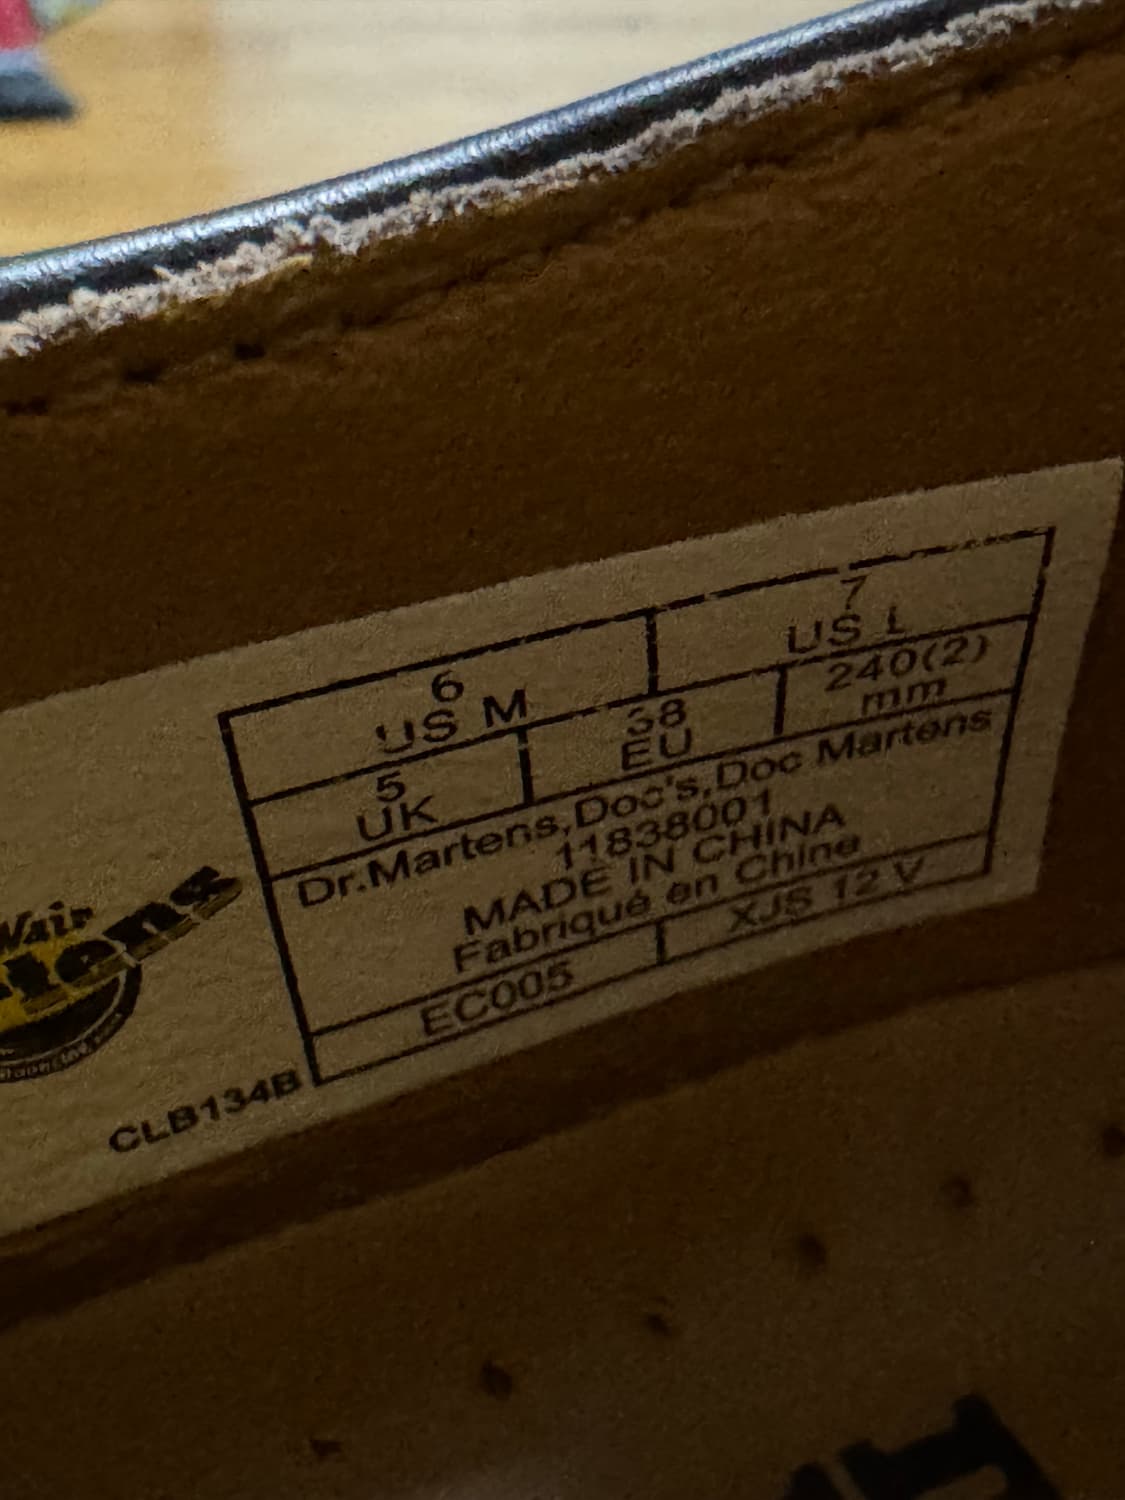 6
US M
7
US L
5
UK
38
EU
240(2)
mm
Dr.Martens,Doc's,Doc Martens
11838001
MADE IN CHINA
Fabriqué en Chine
EC005
XJS 12 V
CLB134B